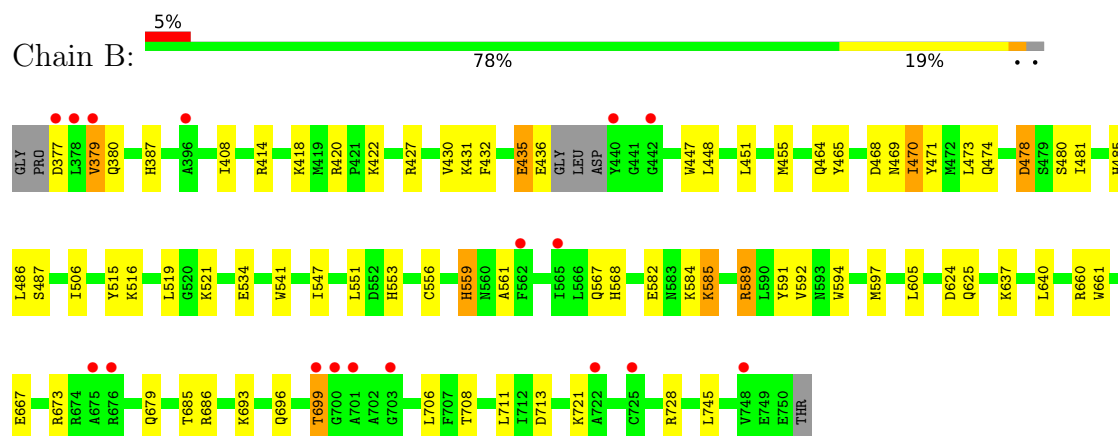 5%
Chain B:
78% 19% • •
GLY PRO D377 L378 V379 Q380 H387 A396 I408 R414 K418 M419 R420 P421 K422 R427 V430 K431 F432 E435 E436 GLY LEU ASP Y440 G441 G442 W447 L448 L451 M455 Q464 Y465 D468 N469 I470 Y471 M472 L473 Q474 D478 S479 S480 I481 H485
L486 S487 I506 Y515 K516 L519 G520 K521 E534 W541 I547 L551 D552 H553 C556 H559 N560 A561 F562 I565 L566 Q567 H568 E582 N583 K584 K585 R589 L590 Y591 V592 N593 W594 M597 L605 D624 Q625 K637 L640 R660 W661
E667 R673 R674 A675 R676 Q679 T685 R686 K693 Q696 T699 G700 A701 A702 G703 L706 F707 T708 L711 I712 D713 K721 A722 C725 R728 L745 V748 E749 E750 THR